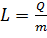 L = Q/m